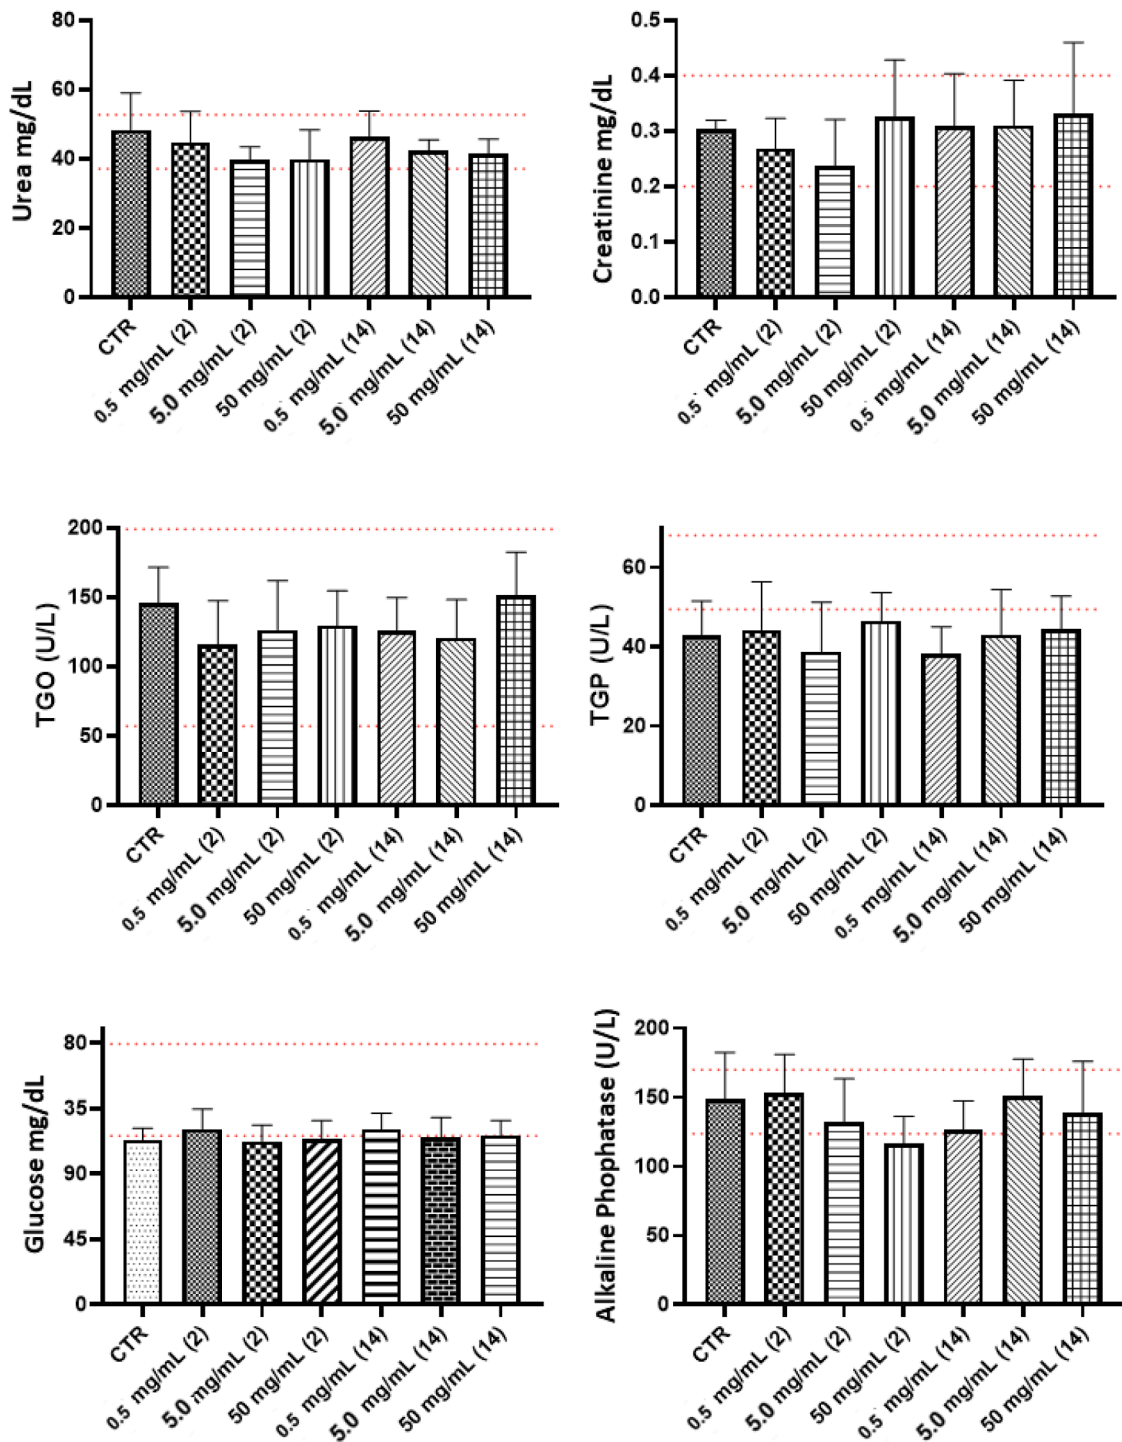 Urea mg/dL
80
60
40
20
0
CTR
0.5 mg/mL (2)
5.0 mg/mL (2)
50 mg/mL (2)
0.5 mg/mL (14)
5.0 mg/mL (14)
50 mg/mL (14)
Creatinine mg/dL
0.5
0.4
0.3
0.2
0.1
0.0
CTR
0.5 mg/mL (2)
5.0 mg/mL (2)
50 mg/mL (2)
0.5 mg/mL (14)
5.0 mg/mL (14)
50 mg/mL (14)
TGO (U/L)
200
150
100
50
0
CTR
0.5 mg/mL (2)
5.0 mg/mL (2)
50 mg/mL (2)
0.5 mg/mL (14)
5.0 mg/mL (14)
50 mg/mL (14)
TGP (U/L)
60
40
20
0
CTR
0.5 mg/mL (2)
5.0 mg/mL (2)
50 mg/mL (2)
0.5 mg/mL (14)
5.0 mg/mL (14)
50 mg/mL (14)
Glucose mg/dL
80
35
90
45
0
CTR
0.5 mg/mL (2)
5.0 mg/mL (2)
50 mg/mL (2)
0.5 mg/mL (14)
5.0 mg/mL (14)
50 mg/mL (14)
Alkaline Phophatase (U/L)
200
150
100
50
0
CTR
0.5 mg/mL (2)
5.0 mg/mL (2)
50 mg/mL (2)
0.5 mg/mL (14)
5.0 mg/mL (14)
50 mg/mL (14)